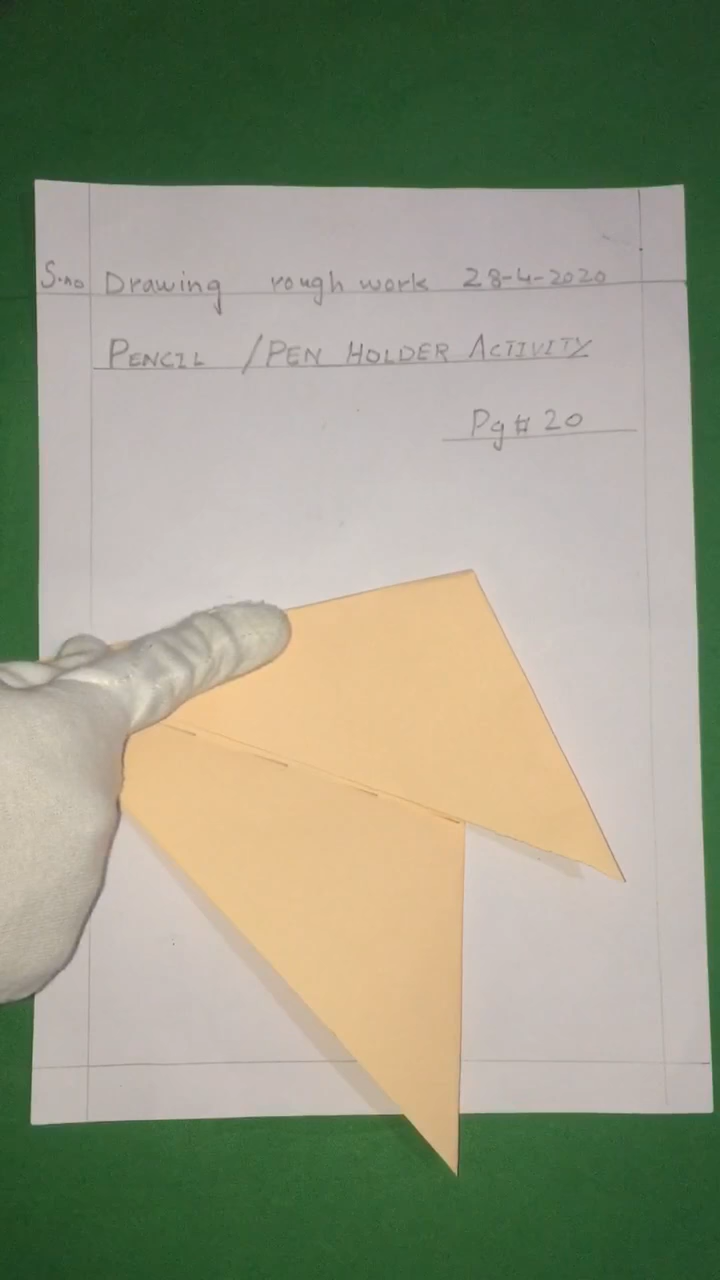 S.no Drawing rough work 28-4-2020
PENCIL / PEN HOLDER ACTIVITY
Pg # 20